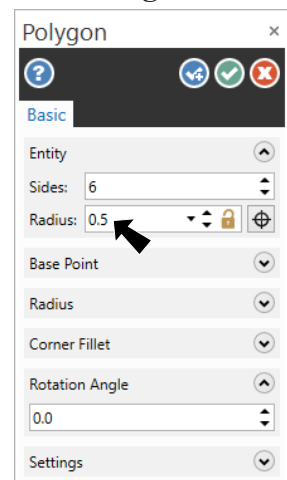 Polygon
Basic
Entity
Sides: 6
Radius: 0.5
Base Point
Radius
Corner Fillet
Rotation Angle
0.0
Settings